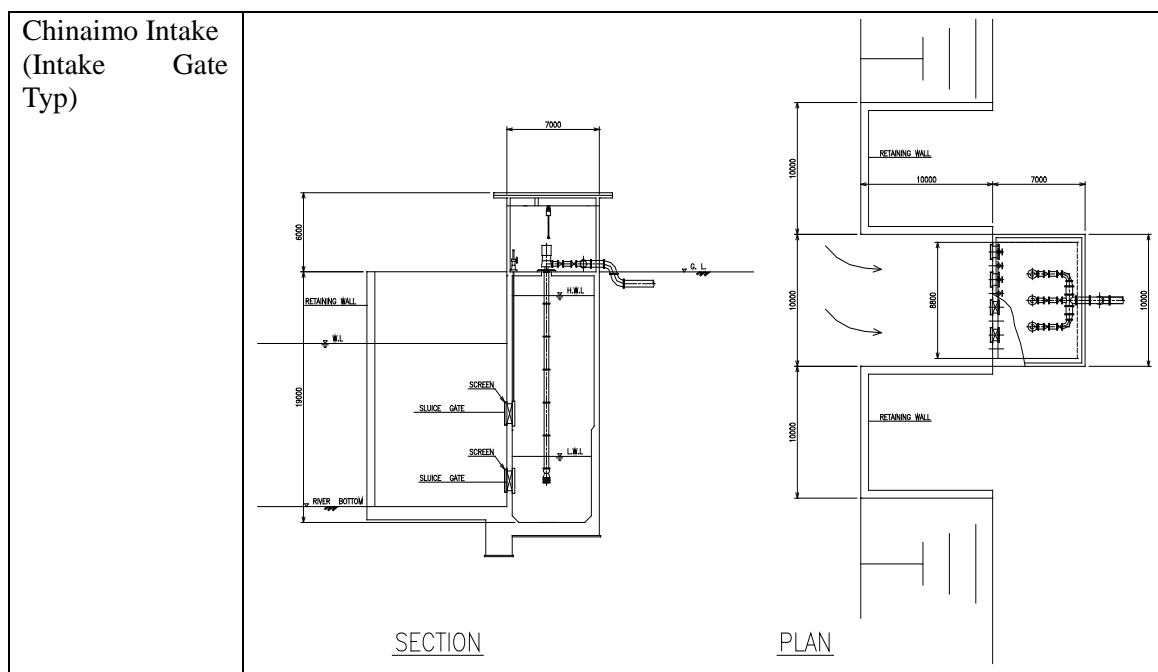 Chinaimo Intake
(Intake Gate
Typ)
7000
6000
G. L.
H.W.L
RETAINING WALL
W.L
19000
SCREEN
SLUICE GATE
L.W.L
SCREEN
SLUICE GATE
RIVER BOTTOM
SECTION
10000
RETAINING WALL
10000
7000
10000
8800
10000
RETAINING WALL
10000
PLAN